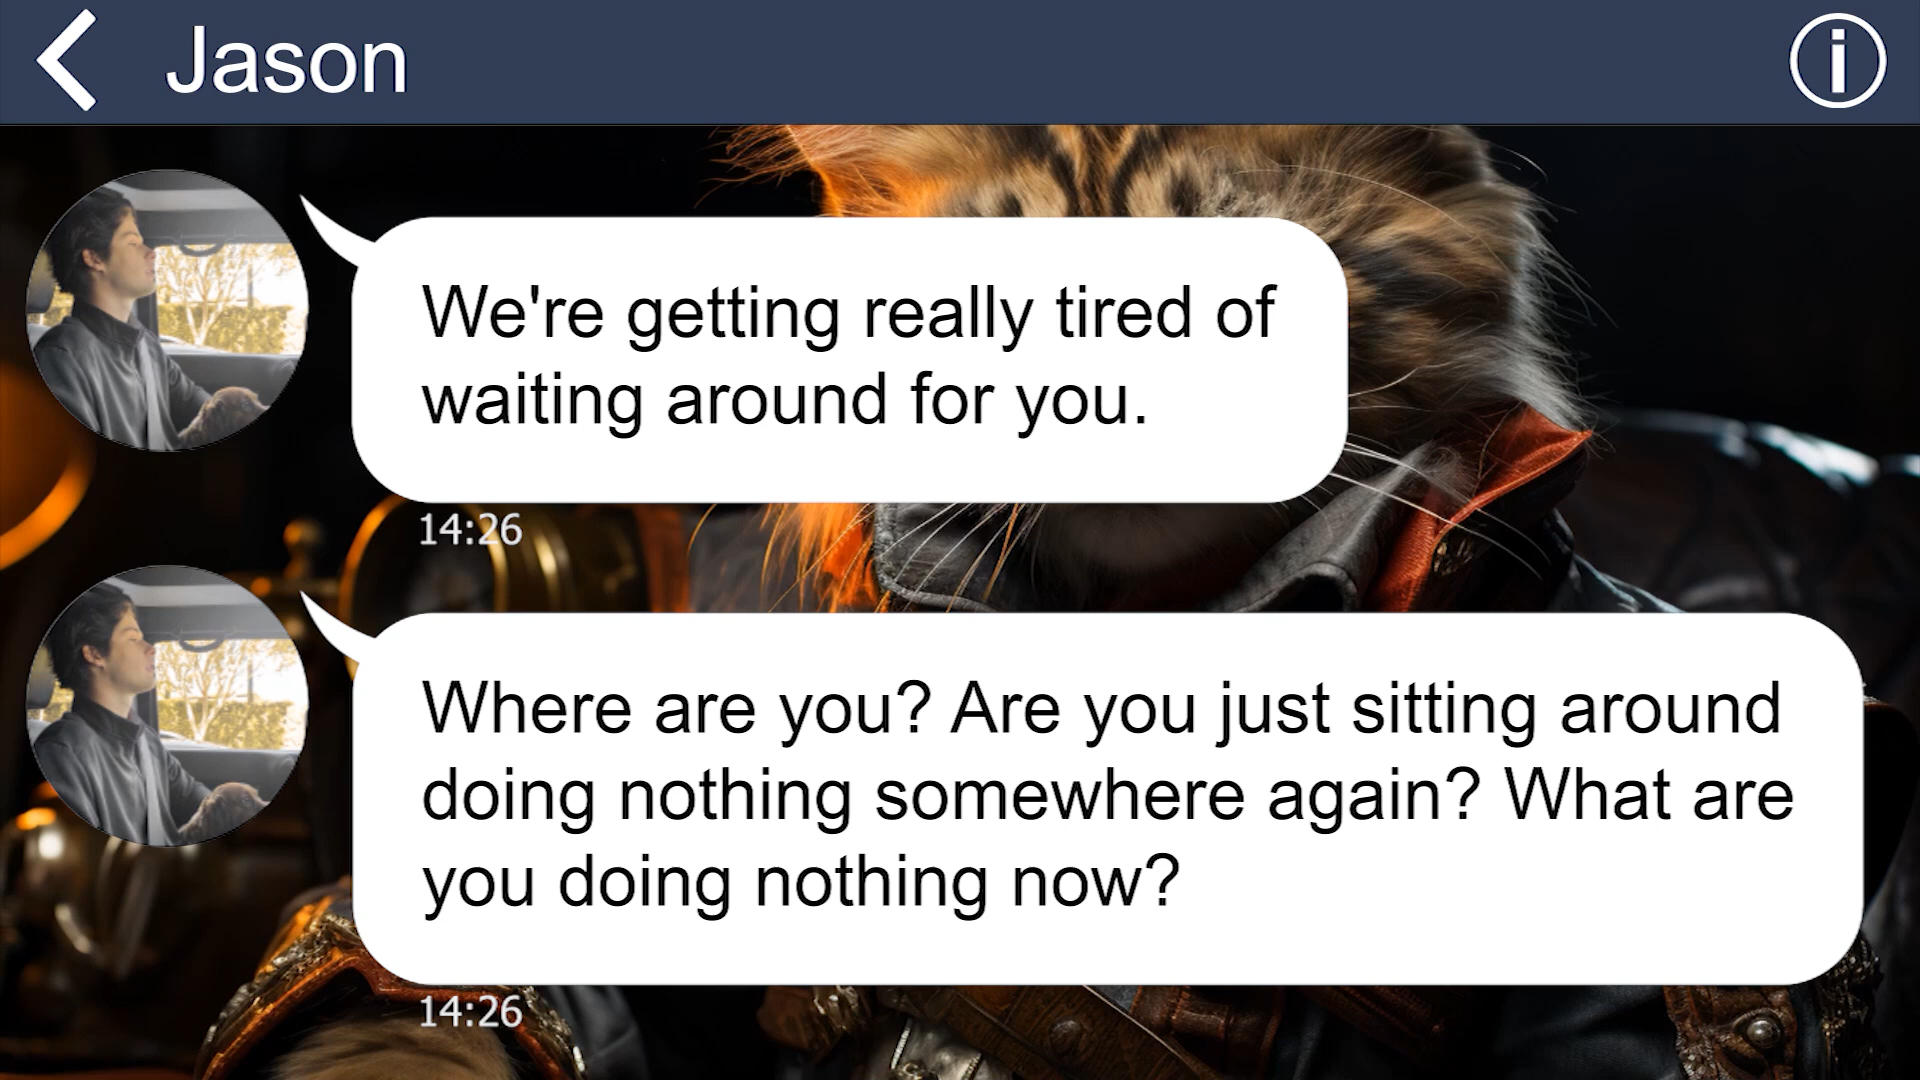 Jason
We're getting really tired of
waiting around for you.
14:26
Where are you? Are you just sitting around
doing nothing somewhere again? What are
you doing nothing now?
14:26